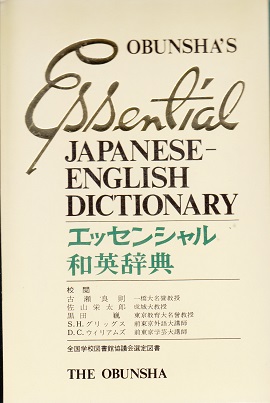 OBUNSHA'S
Essential
JAPANESE-
ENGLISH
DICTIONARY
エッセンシャル
和英辞典
校閲
古瀬良則 一橋大名誉教授
佐山栄太郎 成城大教授
黒田巍 東京教育大名誉教授
S.H.グリッグス 前東京外語大講師
D.C.ウィリアムズ 前東京学芸大講師
全国学校図書館協議会選定図書
THE OBUNSHA